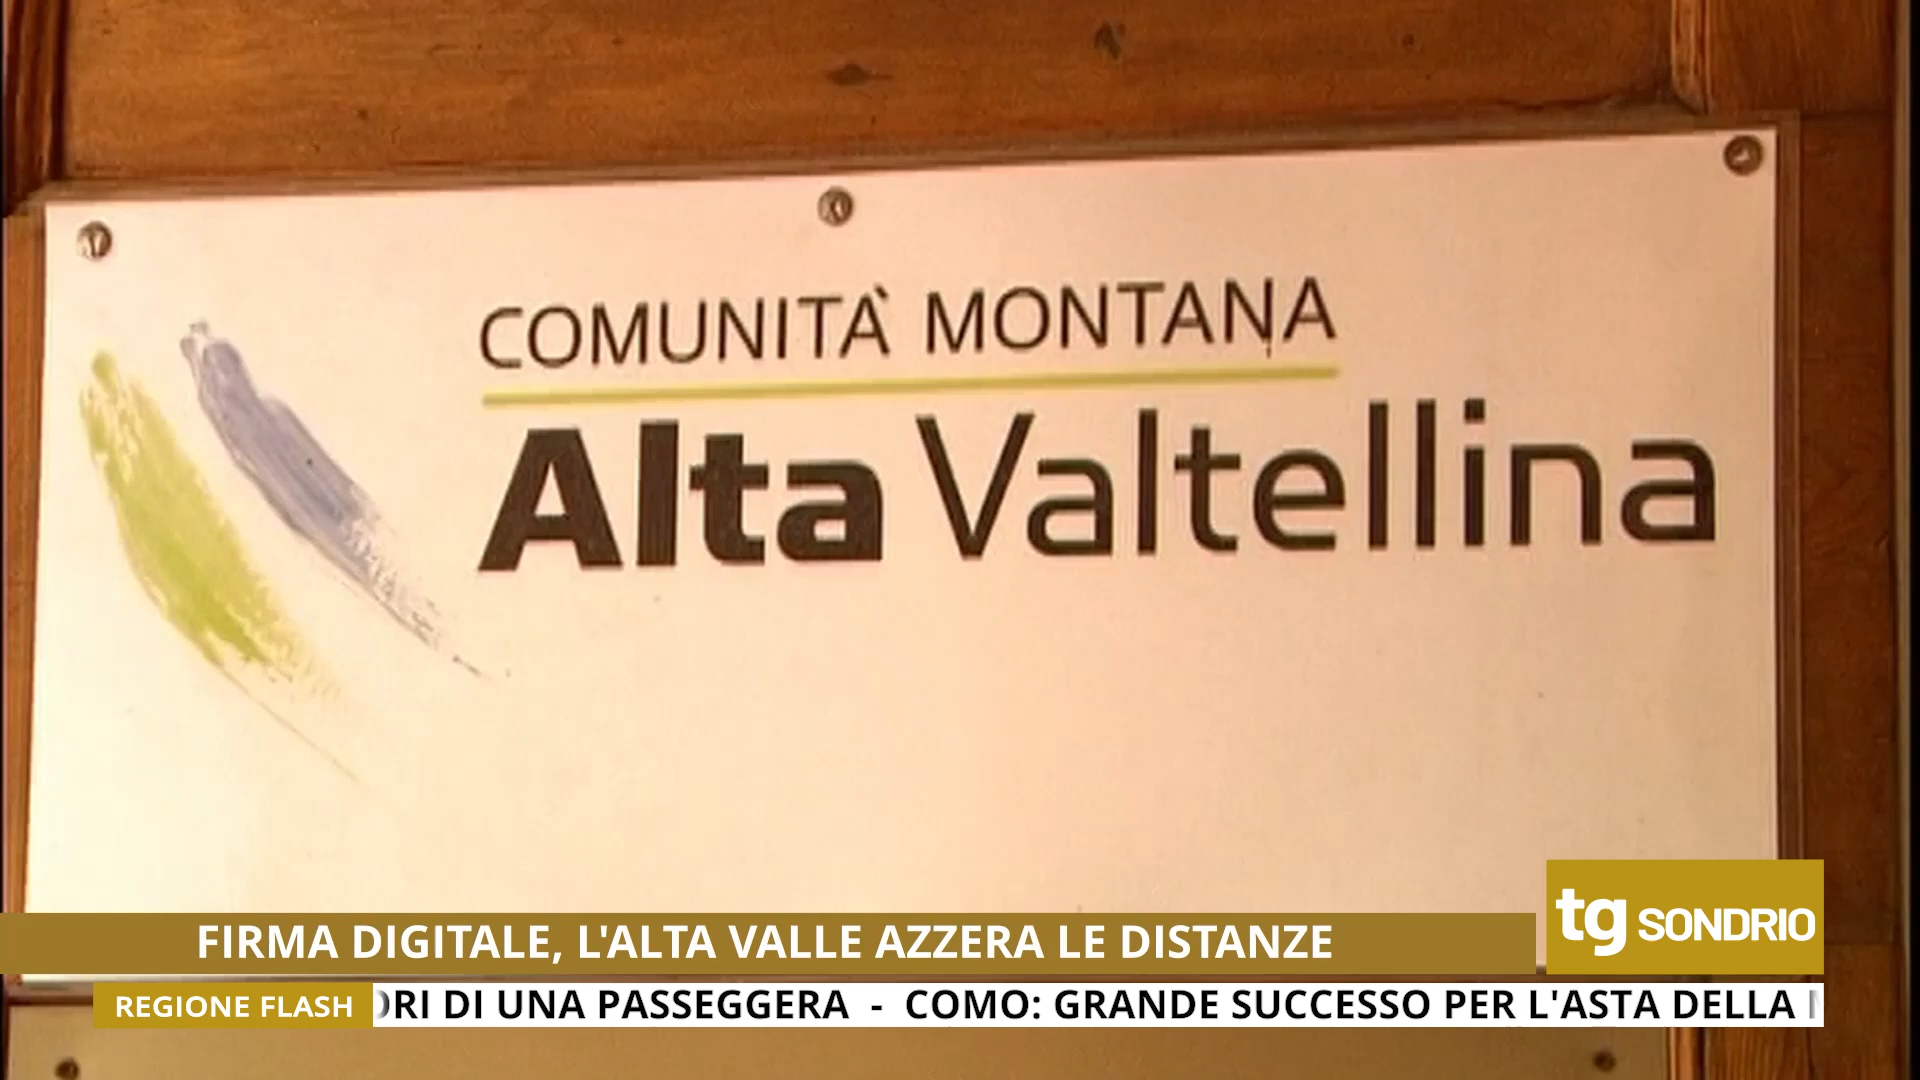 COMUNITÀ MONTANA
Alta Valtellina
FIRMA DIGITALE, L'ALTA VALLE AZZERA LE DISTANZE
tg SONDRIO
REGIONE FLASH
DI UNA PASSEGGERA - COMO: GRANDE SUCCESSO PER L'ASTA DELLA